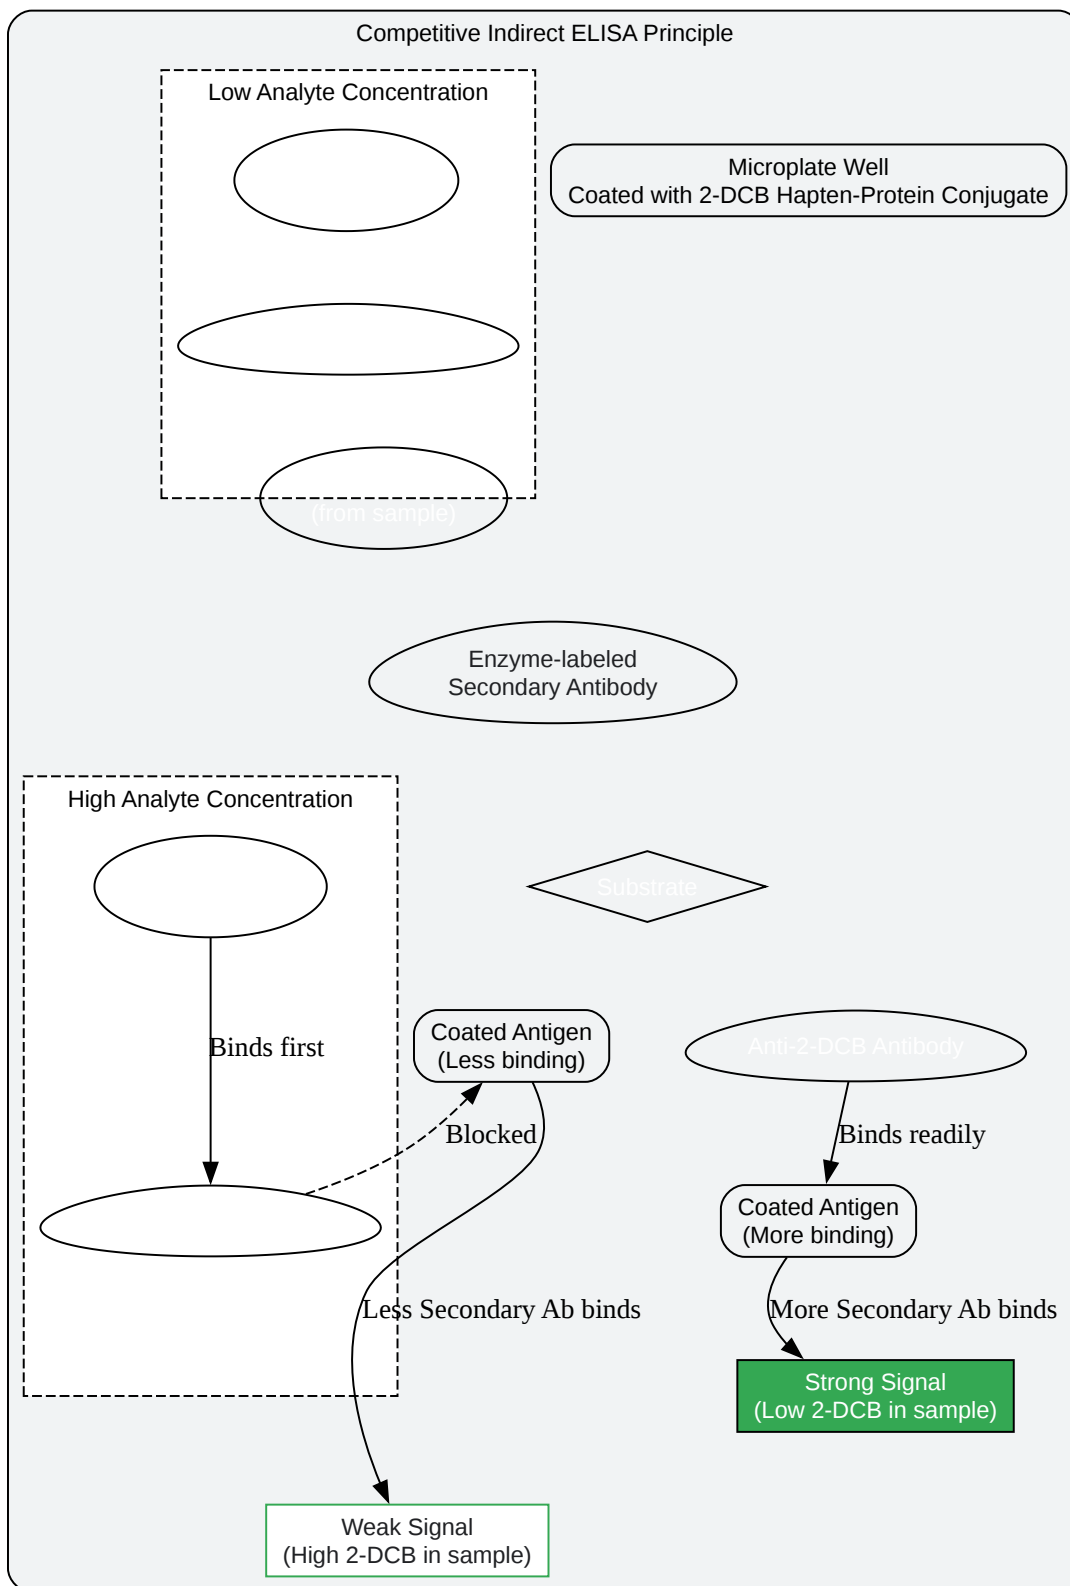 Competitive Indirect ELISA Principle
Low Analyte Concentration
Microplate Well
Coated with 2-DCB Hapten-Protein Conjugate
(from sample)
Enzyme-labeled
Secondary Antibody
High Analyte Concentration
Substrate
Binds first
Coated Antigen
(Less binding)
Anti-2-DCB Antibody
Blocked
Binds readily
Coated Antigen
(More binding)
Less Secondary Ab binds
More Secondary Ab binds
Strong Signal
(Low 2-DCB in sample)
Weak Signal
(High 2-DCB in sample)